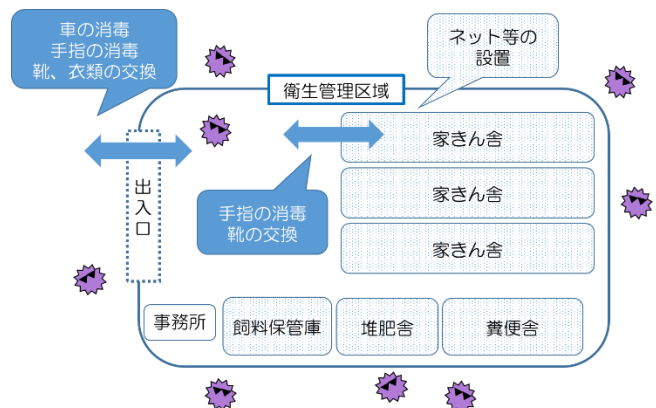 車の消毒
手指の消毒
靴、衣類の交換
ネット等の
設置
衛生管理区域
家きん舎
出入口
手指の消毒
靴の交換
家きん舎
家きん舎
事務所
飼料保管庫
堆肥舎
糞便舎